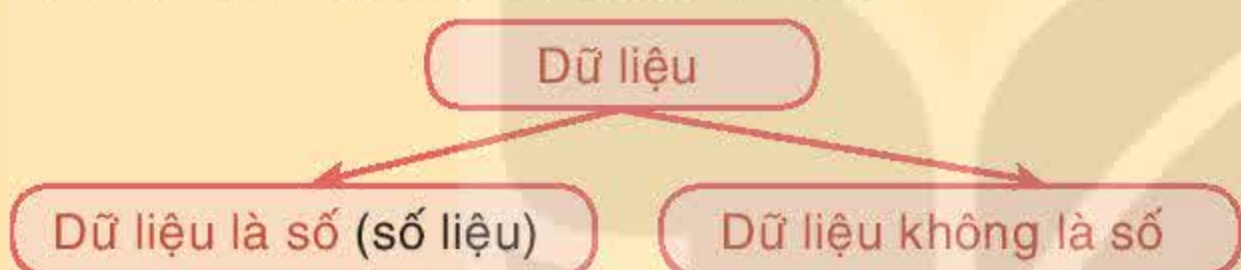 Dữ liệu
Dữ liệu là số (số liệu)
Dữ liệu không là số